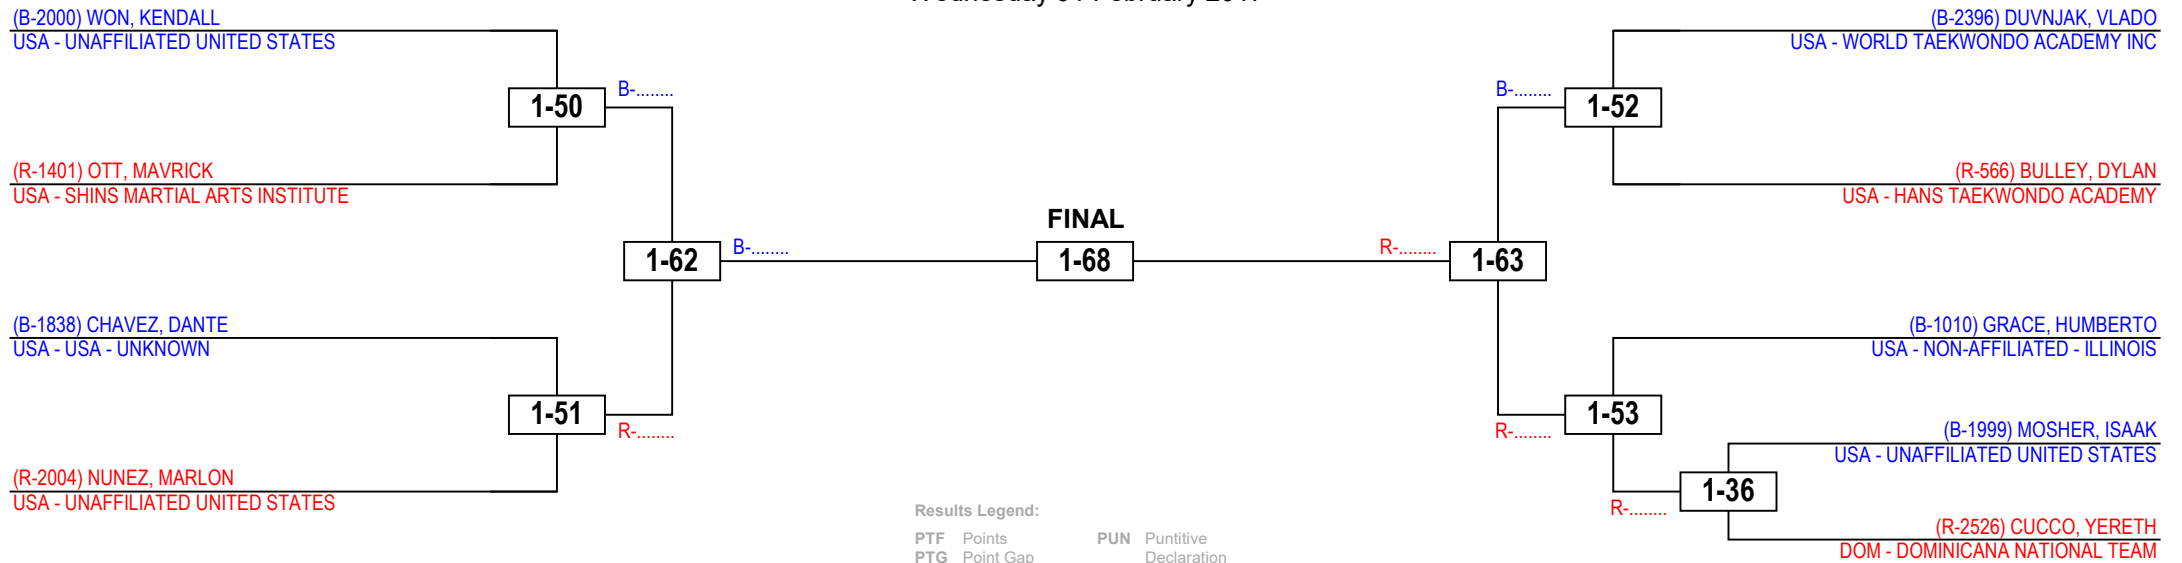 (B-2000) WON, KENDALL
USA - UNAFFILIATED UNITED STATES
1-50
B-........
(R-1401) OTT, MAVRICK
USA - SHINS MARTIAL ARTS INSTITUTE
1-62
B-........
(B-1838) CHAVEZ, DANTE
USA - USA - UNKNOWN
1-51
R-........
(R-2004) NUNEZ, MARLON
USA - UNAFFILIATED UNITED STATES
FINAL
1-68
(B-2396) DUVNJAK, VLADO
USA - WORLD TAEKWONDO ACADEMY INC
B-........
1-52
(R-566) BULLEY, DYLAN
USA - HANS TAEKWONDO ACADEMY
R-........
1-63
(B-1010) GRACE, HUMBERTO
USA - NON-AFFILIATED - ILLINOIS
R-........
1-53
(B-1999) MOSHER, ISAAK
USA - UNAFFILIATED UNITED STATES
R-........
1-36
(R-2526) CUCCO, YERETH
DOM - DOMINICANA NATIONAL TEAM
Results Legend:
PTF Points
PTG Point Gap
PUN Puntitive
Declaration